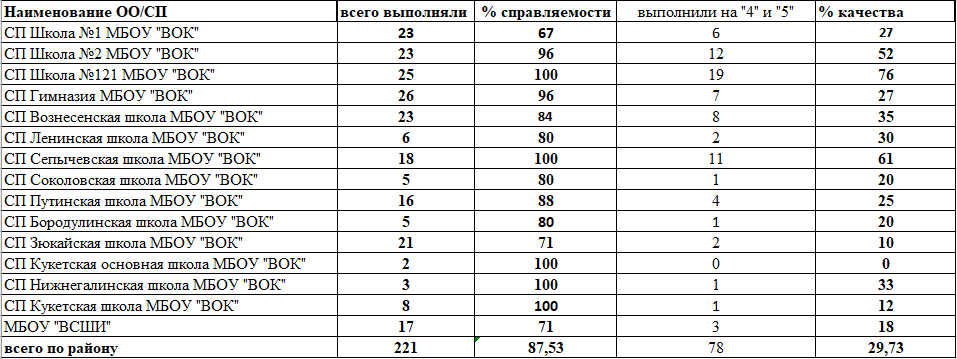 Наименование ОО/СП всего выполняли % справляемости выполнили на "4" и "5" % качества
СП Школа №1 МБОУ "ВОК" 23 67 6 27
СП Школа №2 МБОУ "ВОК" 23 96 12 52
СП Школа №121 МБОУ "ВОК" 25 100 19 76
СП Гимназия МБОУ "ВОК" 26 96 7 27
СП Вознесенская школа МБОУ "ВОК" 23 84 8 35
СП Ленинская школа МБОУ "ВОК" 6 80 2 30
СП Сепычевская школа МБОУ "ВОК" 18 100 11 61
СП Соколовская школа МБОУ "ВОК" 5 80 1 20
СП Путинская школа МБОУ "ВОК" 16 88 4 25
СП Бородулинская школа МБОУ "ВОК" 5 80 1 20
СП Зюкайская школа МБОУ "ВОК" 21 71 2 10
СП Кукетская основная школа МБОУ "ВОК" 2 100 0 0
СП Нижнегалинская школа МБОУ "ВОК" 3 100 1 33
СП Кукетская школа МБОУ "ВОК" 8 100 1 12
МБОУ "ВСШИ" 17 71 3 18
всего по району 221 87,53 78 29,73